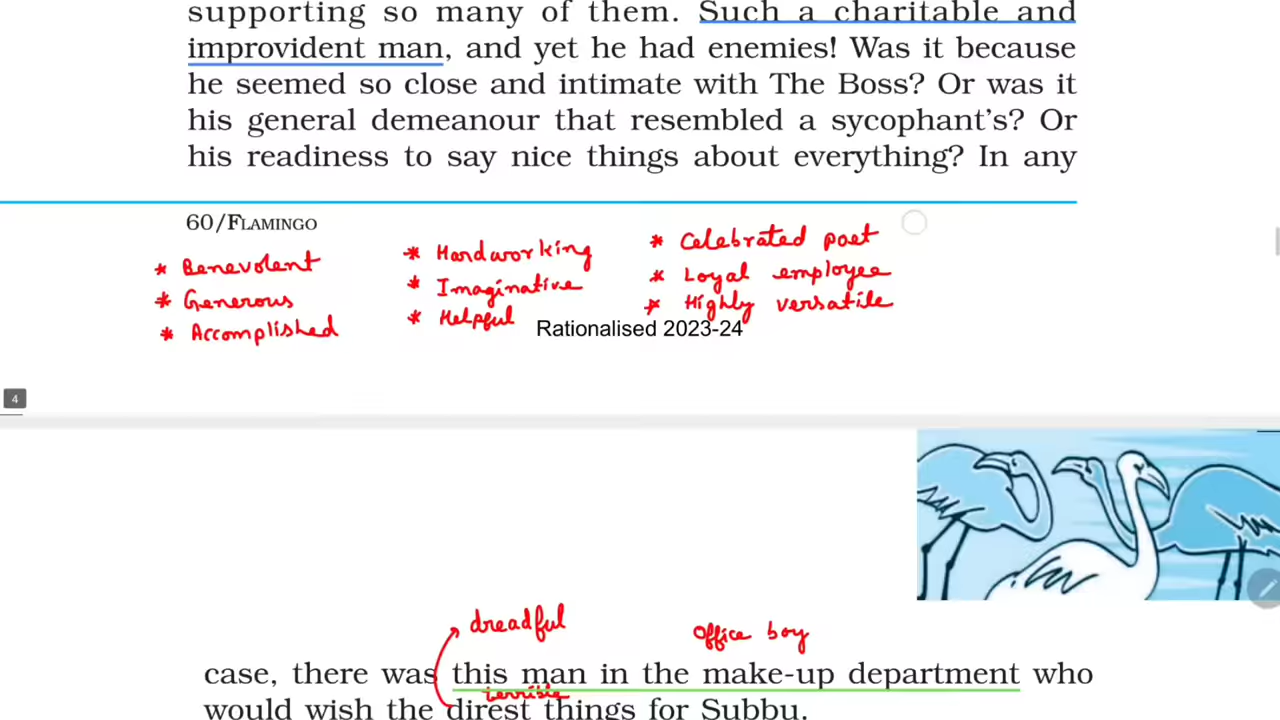 supporting so many of them. Such a charitable and
improvident man, and yet he had enemies! Was it because
he seemed so close and intimate with The Boss? Or was it
his general demeanour that resembled a sycophant's? Or
his readiness to say nice things about everything? In any
60/FLAMINGO
* Benevolent
* Generous
* Accomplished
* Hardworking
* Imaginative
* Helpful
* Celebrated poet
* Loyal employee
* Highly versatile
Rationalised 2023-24
4
dreadful
office boy
case, there was this man in the make-up department who
terrible
would wish the direst things for Subbu.